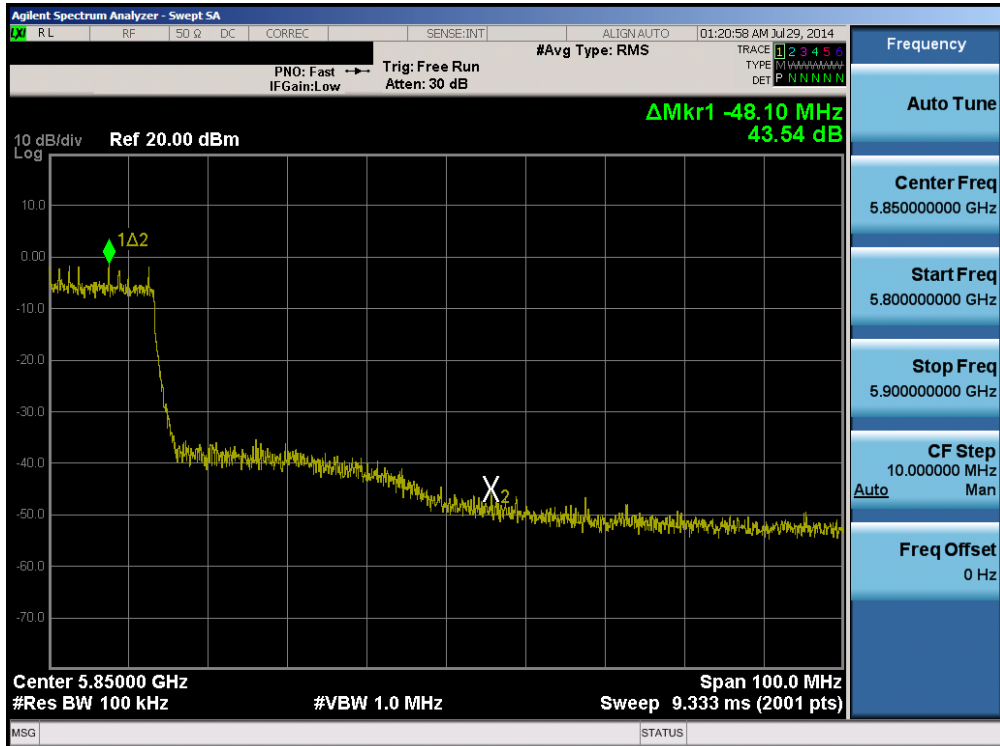 Agilent Spectrum Analyzer - Swept SA
LXI RL RF 50 Ω DC CORREC SENSE:INT ALIGN AUTO 01:20:58 AM Jul 29, 2014
#Avg Type: RMS
TRACE 1 2 3 4 5 6
PNO: Fast Trig: Free Run
TYPE MWWWWW
IFGain:Low Atten: 30 dB
DET P N N N N N
ΔMkr1 -48.10 MHz
43.54 dB
10 dB/div Ref 20.00 dBm
Log
10.0
1Δ2
0.00
-10.0
-20.0
-30.0
-40.0
X2
-50.0
-60.0
-70.0
Center 5.85000 GHz Span 100.0 MHz
#Res BW 100 kHz #VBW 1.0 MHz Sweep 9.333 ms (2001 pts)
MSG STATUS
Frequency
Auto Tune
Center Freq
5.850000000 GHz
Start Freq
5.800000000 GHz
Stop Freq
5.900000000 GHz
CF Step
10.000000 MHz
Auto Man
Freq Offset
0 Hz